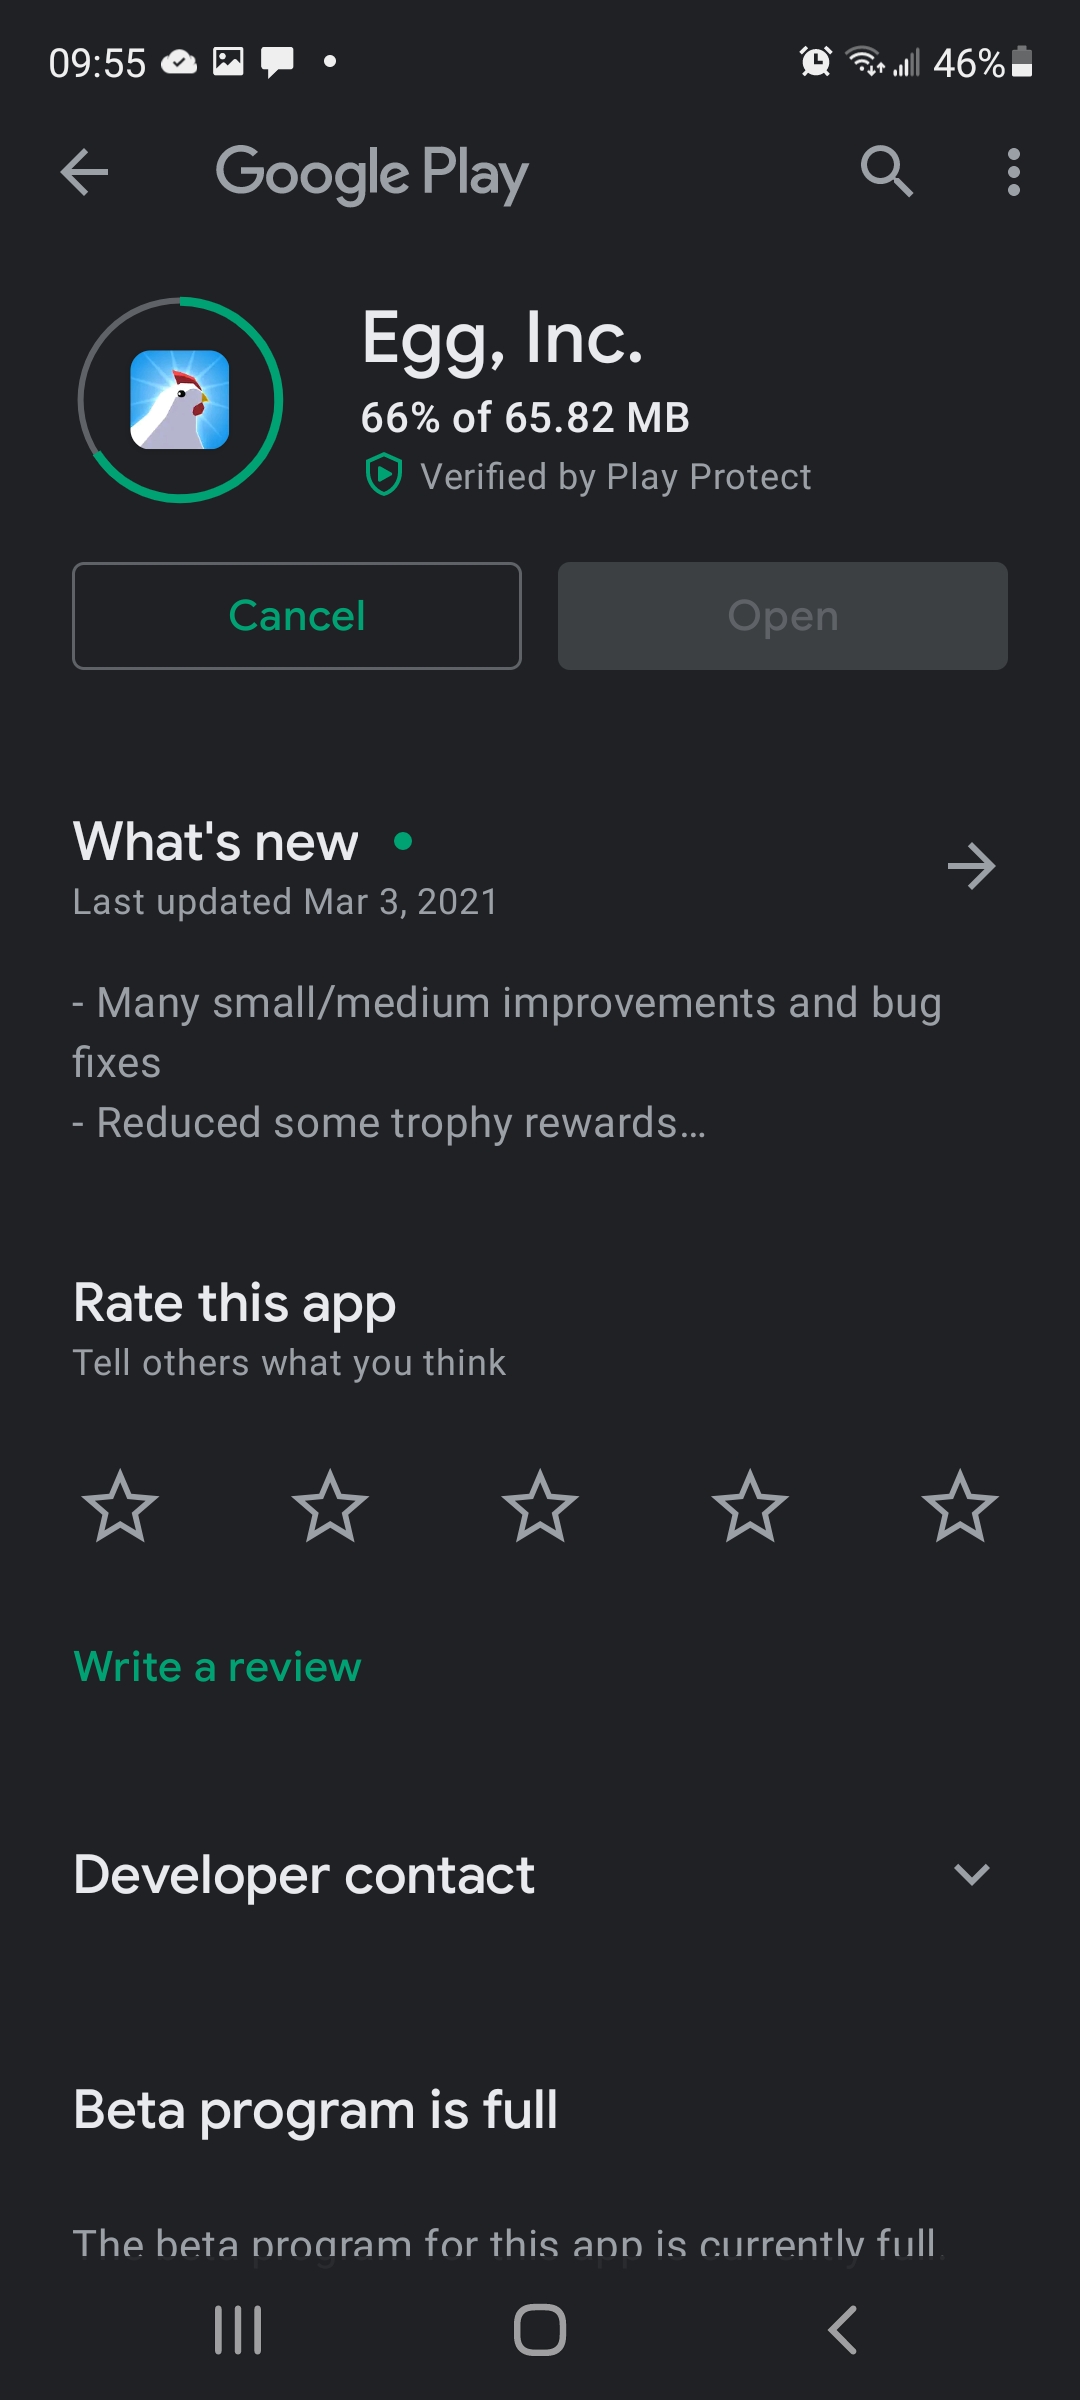 09:55
46%
Google Play
Egg, Inc.
66% of 65.82 MB
Verified by Play Protect
Cancel
Open
What's new
Last updated Mar 3, 2021
- Many small/medium improvements and bug
fixes
- Reduced some trophy rewards…
Rate this app
Tell others what you think
Write a review
Developer contact
Beta program is full
The beta program for this app is currently full.